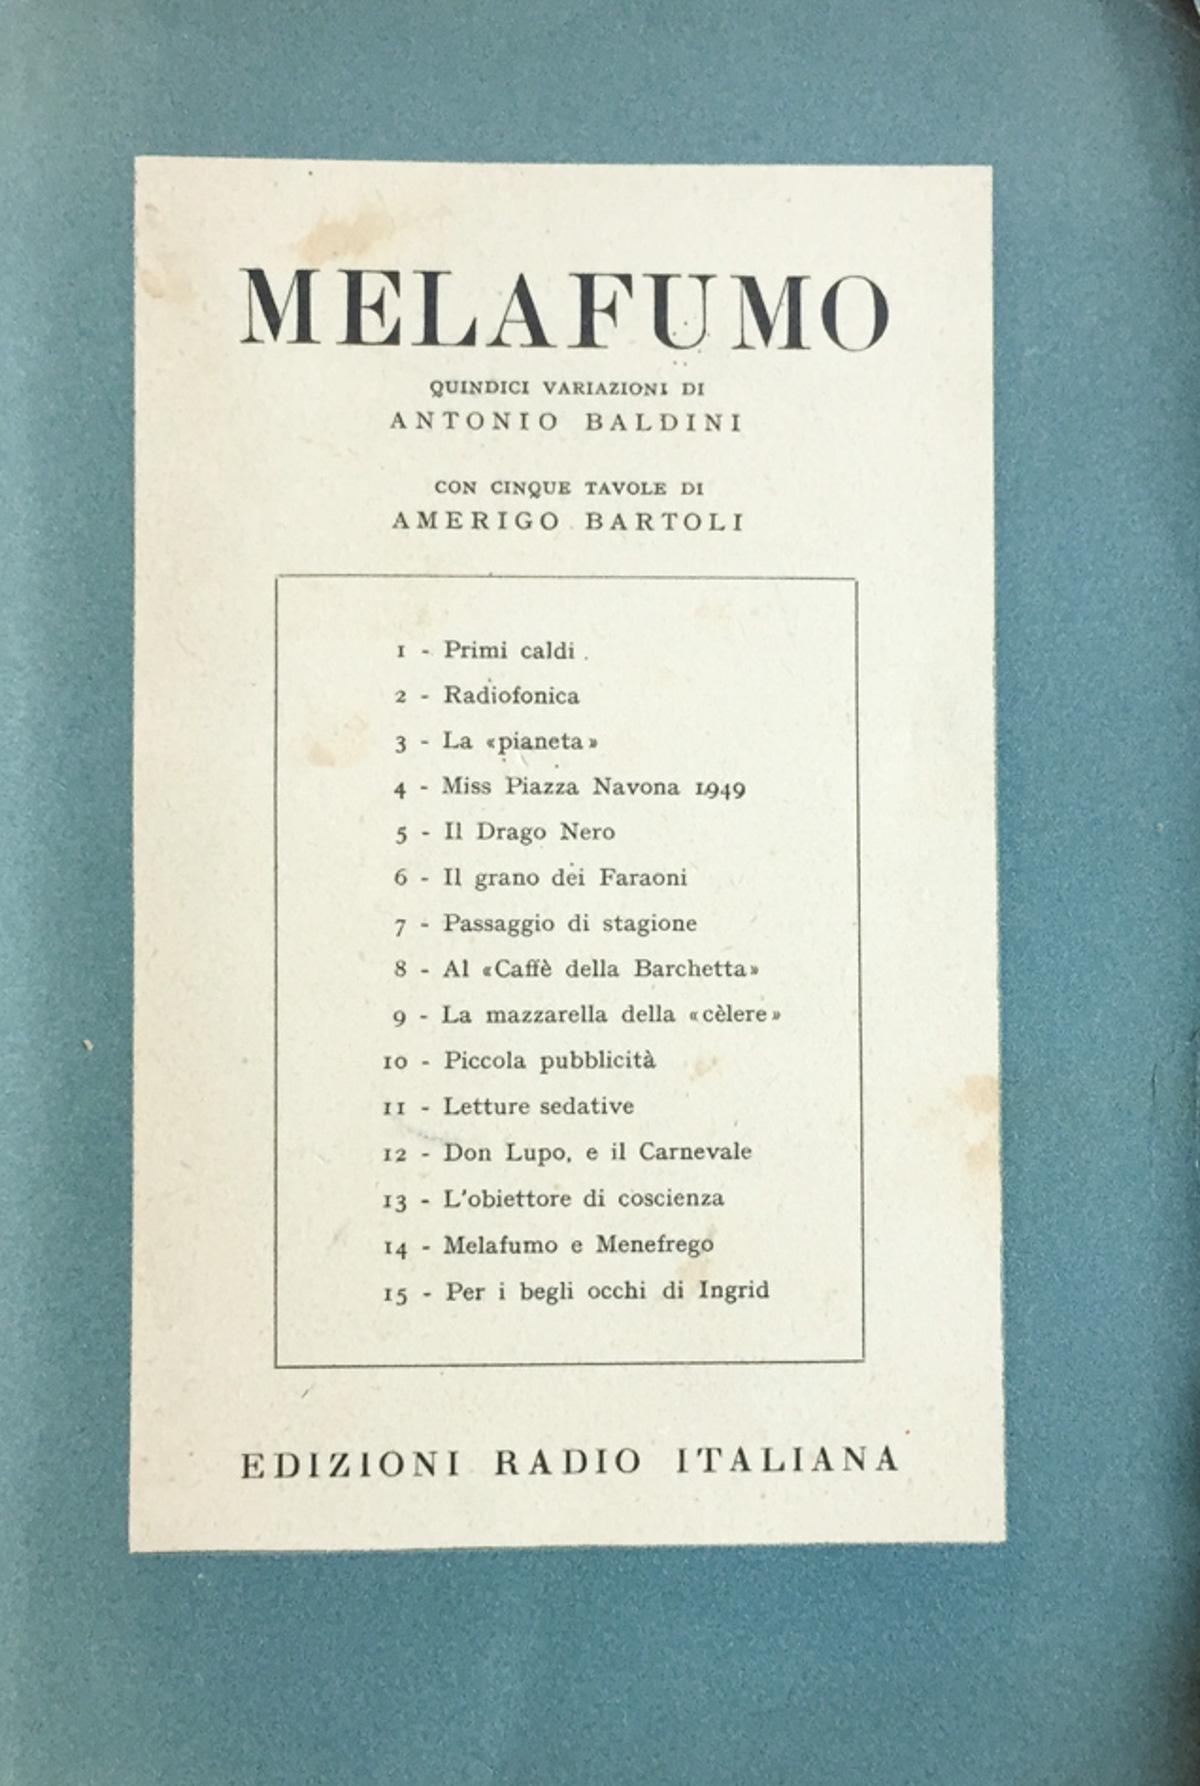 MELAFUMO
QUINDICI VARIAZIONI DI
ANTONIO BALDINI
CON CINQUE TAVOLE DI
AMERIGO BARTOLI
1 - Primi caldi
2 - Radiofonica
3 - La «pianeta»
4 - Miss Piazza Navona 1949
5 - Il Drago Nero
6 - Il grano dei Faraoni
7 - Passaggio di stagione
8 - Al «Caffè della Barchetta»
9 - La mazzarella della «cèlere»
10 - Piccola pubblicità
11 - Letture sedative
12 - Don Lupo, e il Carnevale
13 - L'obiettore di coscienza
14 - Melafumo e Menefrego
15 - Per i begli occhi di Ingrid
EDIZIONI RADIO ITALIANA